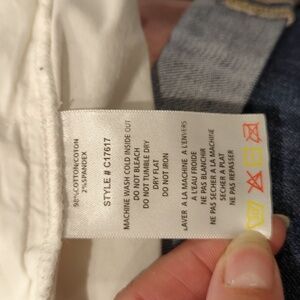 98%COTTON/COTON
2%SPANDEX
STYLE # C17617
MACHINE WASH COLD INSIDE OUT
DO NOT BLEACH
DO NOT TUMBLE DRY
DRY FLAT
DO NOT IRON
LAVER A LA MACHINE A L'ENVERS
A L'EAU FROIDE
NE PAS BLANCHIR
NE PAS SECHER A LA MACHINE
SECHER A PLAT
NE PAS REPASSER